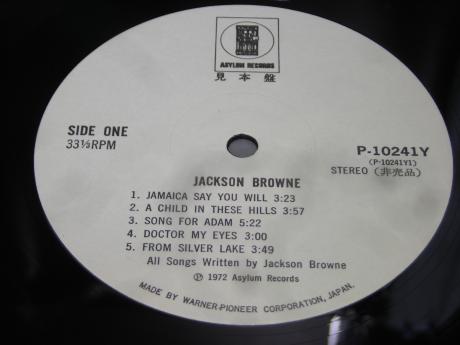 ASYLUM RECORDS
見本盤
SIDE ONE
33⅓RPM
P-10241Y
(P-10241Y1)
STEREO (非売品)
JACKSON BROWNE
1. JAMAICA SAY YOU WILL 3:23
2. A CHILD IN THESE HILLS 3:57
3. SONG FOR ADAM 5:22
4. DOCTOR MY EYES 3:00
5. FROM SILVER LAKE 3:49
All Songs Written by Jackson Browne
Ⓟ 1972 Asylum Records
MADE BY WARNER-PIONEER CORPORATION, JAPAN.